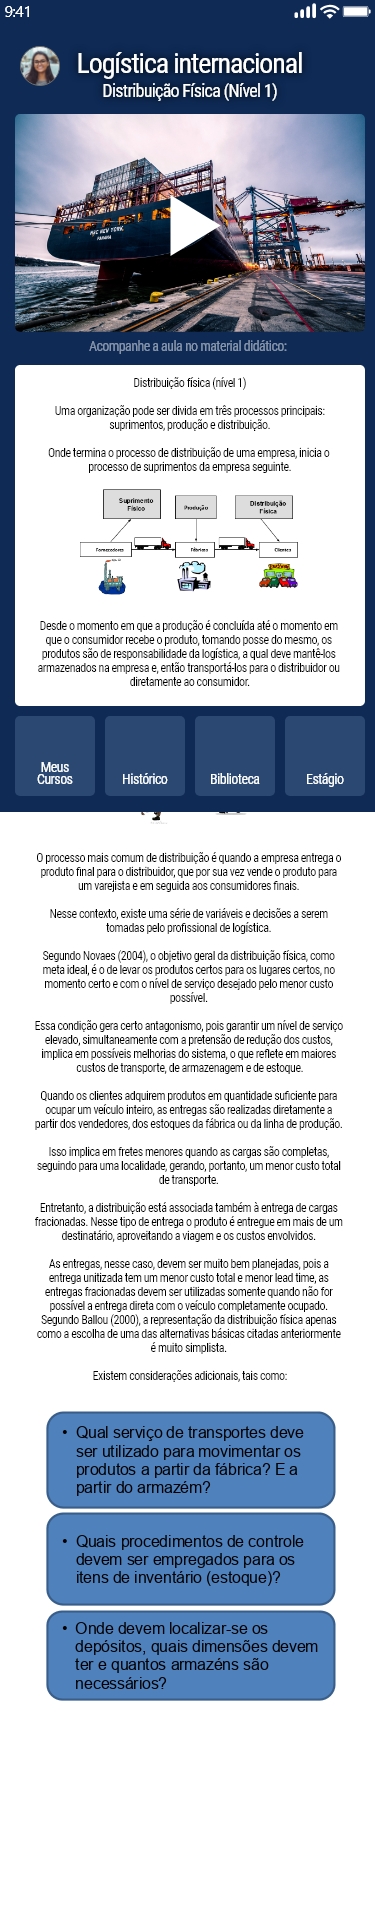 9:41
Logística internacional
Distribuição Física (Nível 1)
MSC NEW YORK
PANAMA
Acompanhe a aula no material didático:
Distribuição física (nível 1)
Uma organização pode ser divida em três processos principais:
suprimentos, produção e distribuição.
Onde termina o processo de distribuição de uma empresa, inicia o
processo de suprimentos da empresa seguinte.
Suprimento
Físico
Produção
Distribuição
Física
Fornecedores
Fábrica
Clientes
Desde o momento em que a produção é concluída até o momento em
que o consumidor recebe o produto, tomando posse do mesmo, os
produtos são de responsabilidade da logística, a qual deve mantê-los
armazenados na empresa e, então transportá-los para o distribuidor ou
diretamente ao consumidor.
Meus
Cursos
Histórico
Biblioteca
Estágio
O processo mais comum de distribuição é quando a empresa entrega o
produto final para o distribuidor, que por sua vez vende o produto para
um varejista e em seguida aos consumidores finais.
Nesse contexto, existe uma série de variáveis e decisões a serem
tomadas pelo profissional de logística.
Segundo Novaes (2004), o objetivo geral da distribuição física, como
meta ideal, é o de levar os produtos certos para os lugares certos, no
momento certo e com o nível de serviço desejado pelo menor custo
possível.
Essa condição gera certo antagonismo, pois garantir um nível de serviço
elevado, simultaneamente com a pretensão de redução dos custos,
implica em possíveis melhorias do sistema, o que reflete em maiores
custos de transporte, de armazenagem e de estoque.
Quando os clientes adquirem produtos em quantidade suficiente para
ocupar um veículo inteiro, as entregas são realizadas diretamente a
partir dos vendedores, dos estoques da fábrica ou da linha de produção.
Isso implica em fretes menores quando as cargas são completas,
seguindo para uma localidade, gerando, portanto, um menor custo total
de transporte.
Entretanto, a distribuição está associada também à entrega de cargas
fracionadas. Nesse tipo de entrega o produto é entregue em mais de um
destinatário, aproveitando a viagem e os custos envolvidos.
As entregas, nesse caso, devem ser muito bem planejadas, pois a
entrega unitizada tem um menor custo total e menor lead time, as
entregas fracionadas devem ser utilizadas somente quando não for
possível a entrega direta com o veículo completamente ocupado.
Segundo Ballou (2000), a representação da distribuição física apenas
como a escolha de uma das alternativas básicas citadas anteriormente
é muito simplista.
Existem considerações adicionais, tais como:
• Qual serviço de transportes deve
ser utilizado para movimentar os
produtos a partir da fábrica? E a
partir do armazém?
• Quais procedimentos de controle
devem ser empregados para os
itens de inventário (estoque)?
• Onde devem localizar-se os
depósitos, quais dimensões devem
ter e quantos armazéns são
necessários?